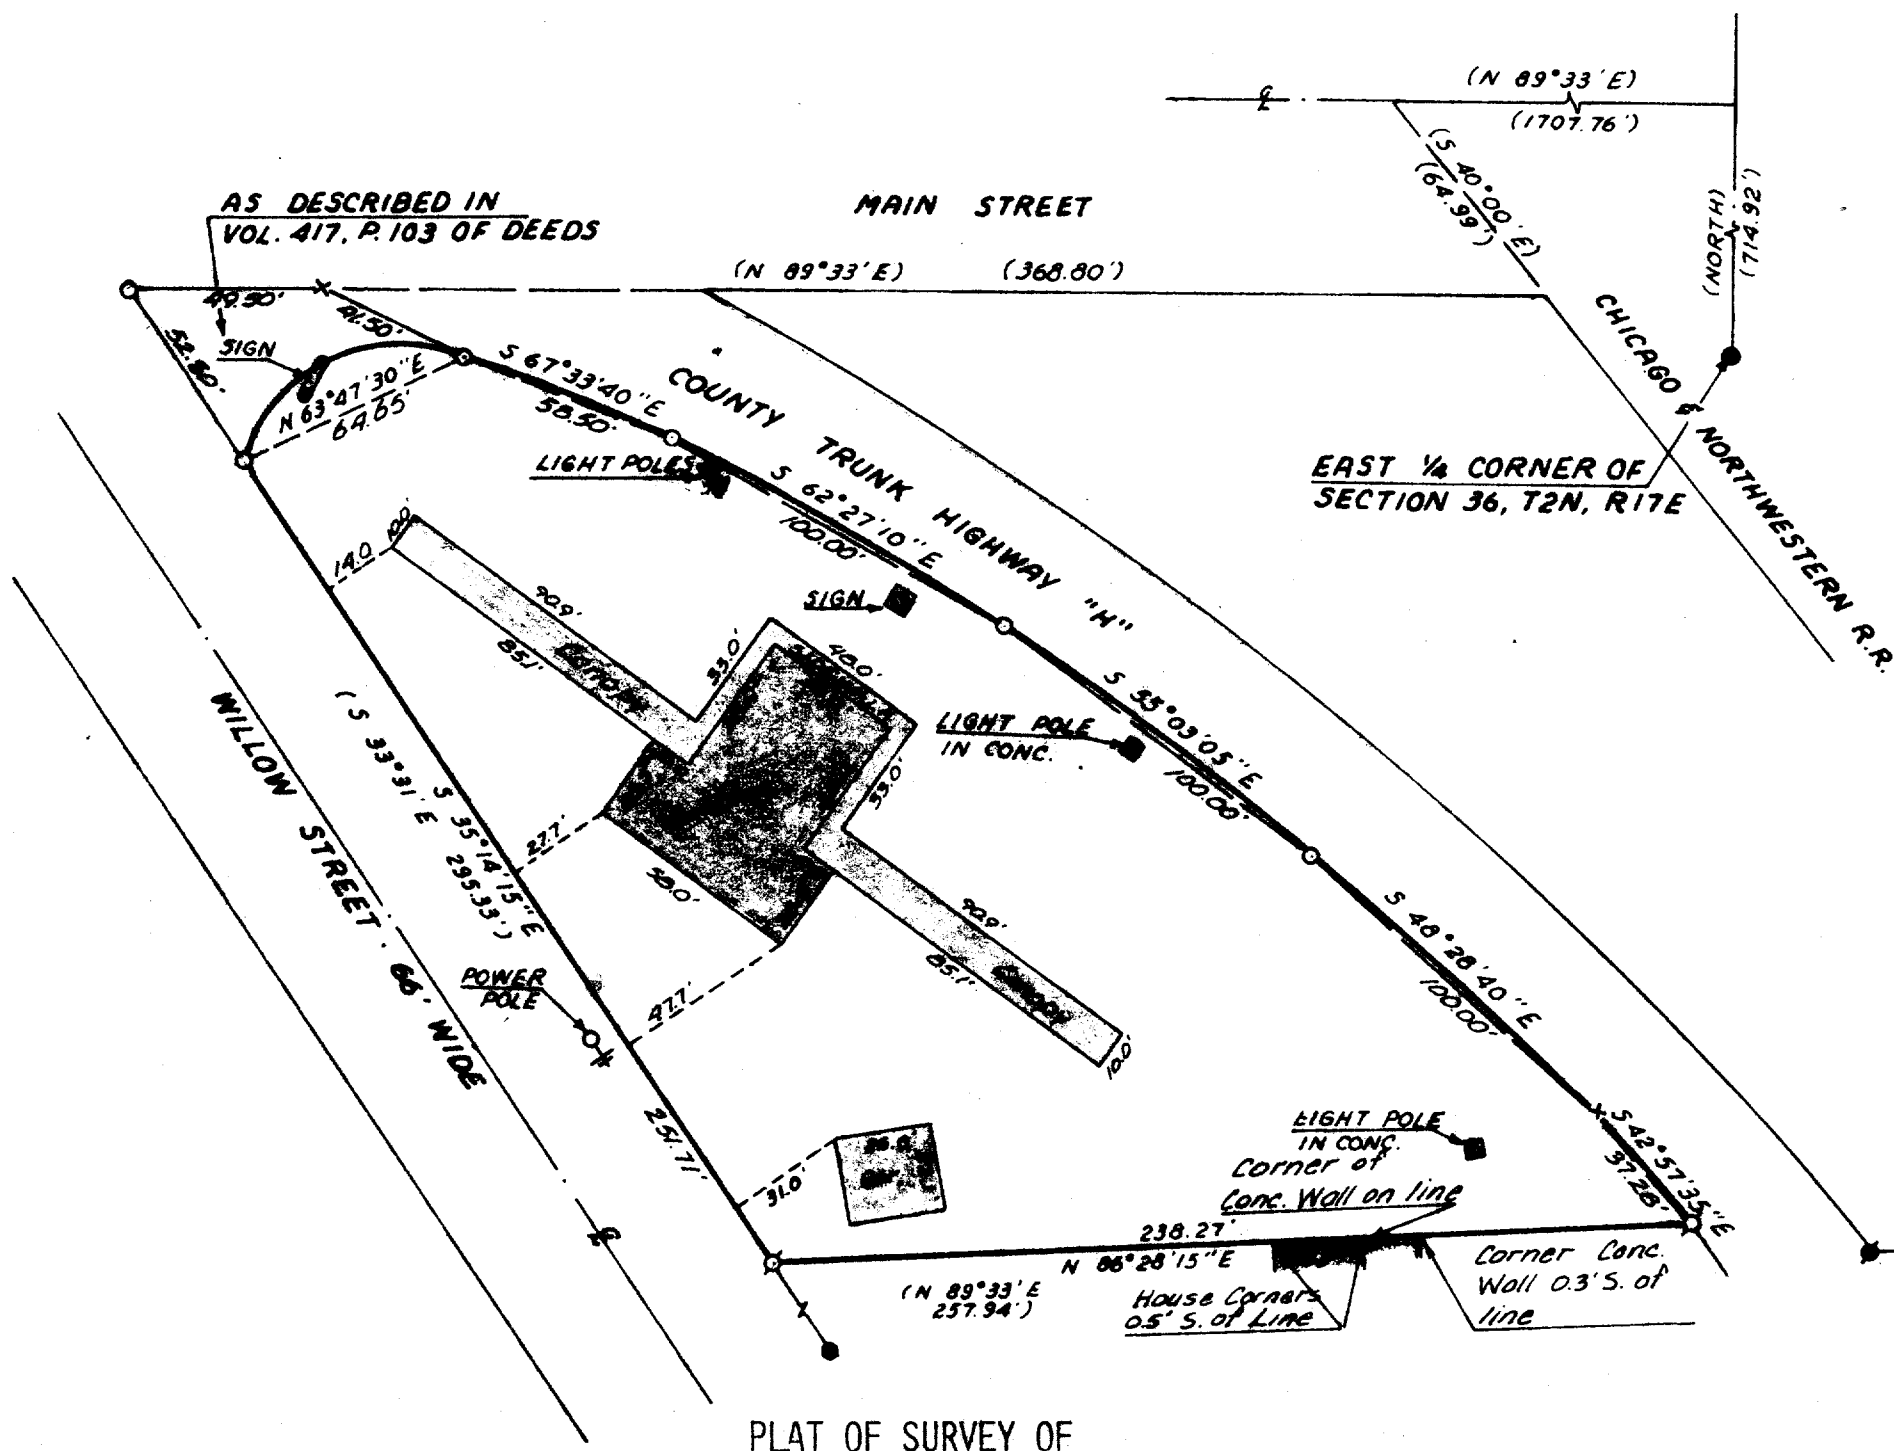 (N 89°33'E)
(1707.76')
(S 40°00'E)
(64.99')
(NORTH)
(714.92')
AS DESCRIBED IN
VOL. 417, P. 103 OF DEEDS
MAIN STREET
(N 89°33'E) (368.80')
49.50'
41.50'
52.80'
SIGN
N 63°47'30"E
64.65'
S 67°33'40"E
58.50'
COUNTY TRUNK HIGHWAY "H"
CHICAGO & NORTHWESTERN R.R.
EAST 1/4 CORNER OF
SECTION 36, T2N, R17E
LIGHT POLES
S 62°27'10"E
100.00'
14.0
10.0
90.9'
85.1'
Canopy
SIGN
33.0'
48.0'
LIGHT POLE
IN CONC.
S 55°03'05"E
100.00'
33.0'
WILLOW STREET · 66' WIDE
(S 33°31'E
295.33')
S 35°14'15"E
27.7'
58.0'
90.9'
85.1'
Canopy
10.0'
S 48°28'40"E
100.00'
POWER
POLE
47.7'
251.71'
31.0'
LIGHT POLE
IN CONC.
Corner of
Conc. Wall on line
S 42°57'35"E
37.28'
238.27'
N 86°28'15"E
(N 89°33'E
257.94')
House Corners
0.5' S. of Line
Corner Conc.
Wall 0.3' S. of
line
PLAT OF SURVEY OF